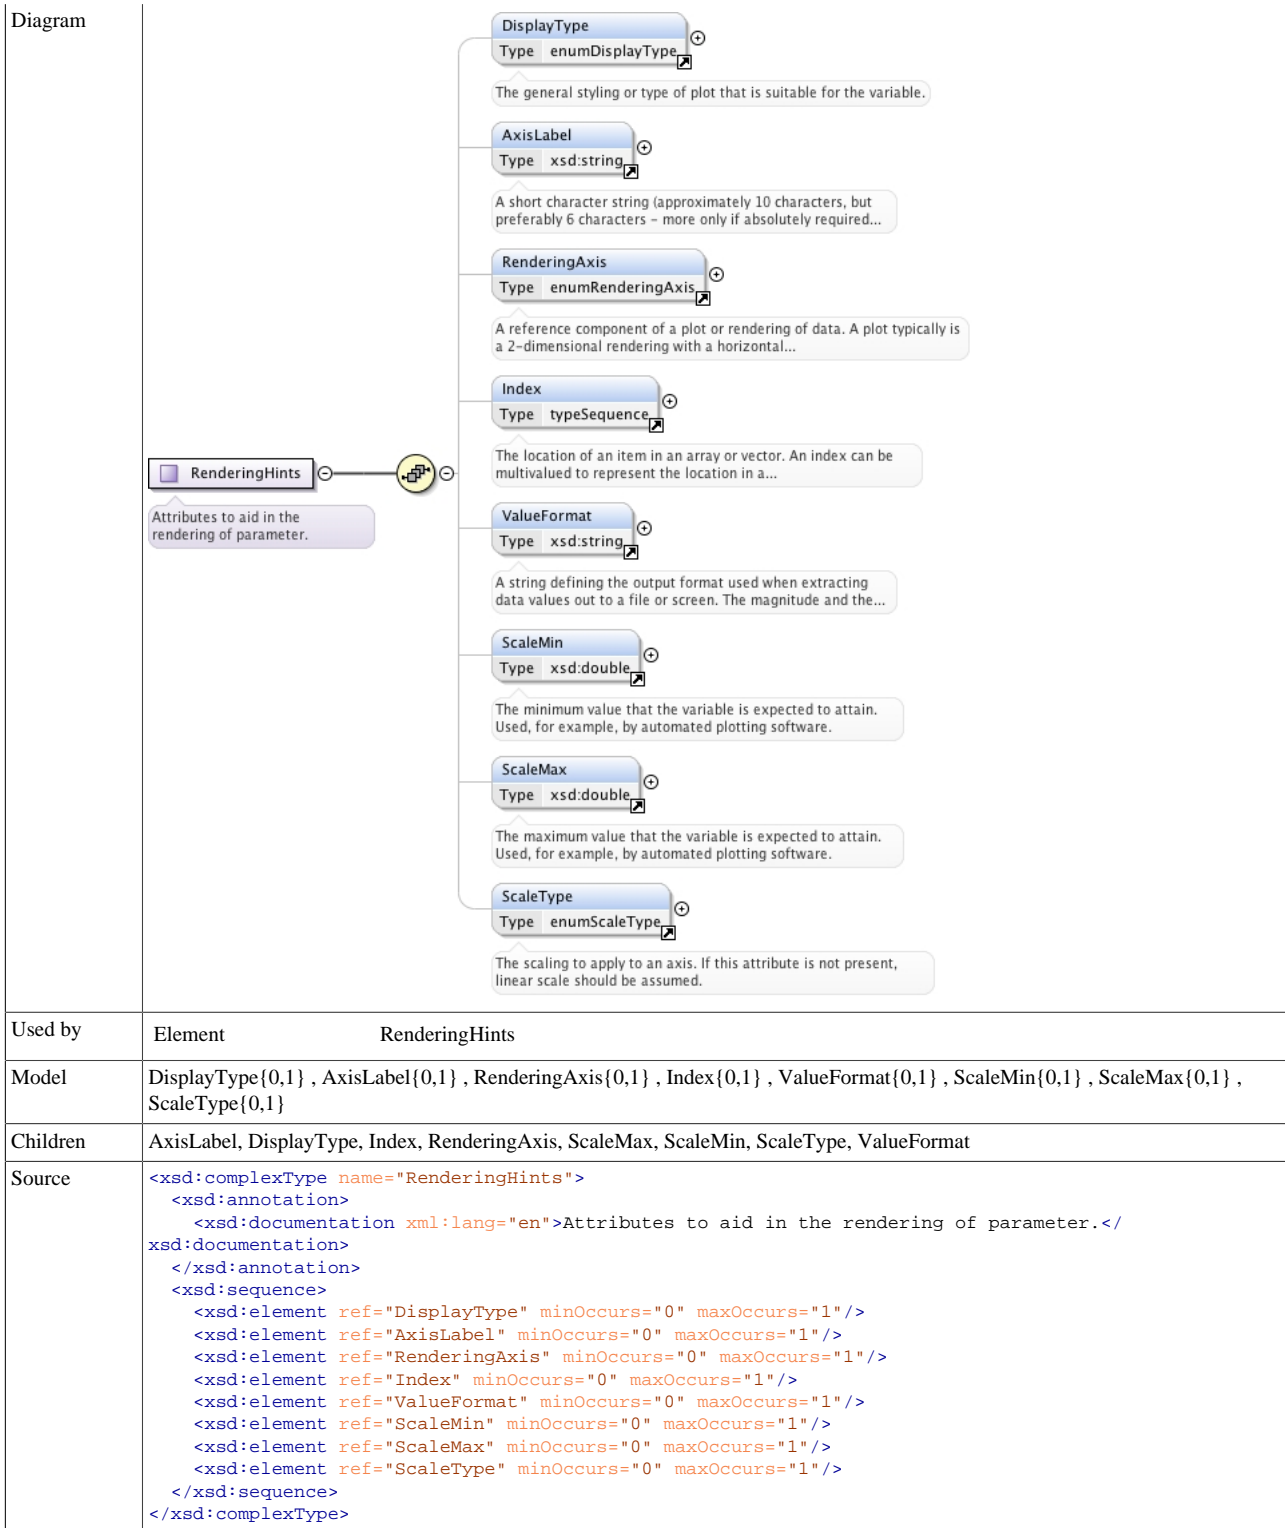 Diagram
DisplayType
Type enumDisplayType
The general styling or type of plot that is suitable for the variable.
AxisLabel
Type xsd:string
A short character string (approximately 10 characters, but
preferably 6 characters – more only if absolutely required...
RenderingAxis
Type enumRenderingAxis
A reference component of a plot or rendering of data. A plot typically is
a 2-dimensional rendering with a horizontal...
Index
Type typeSequence
The location of an item in an array or vector. An index can be
multivalued to represent the location in a...
RenderingHints
Attributes to aid in the
rendering of parameter.
ValueFormat
Type xsd:string
A string defining the output format used when extracting
data values out to a file or screen. The magnitude and the...
ScaleMin
Type xsd:double
The minimum value that the variable is expected to attain.
Used, for example, by automated plotting software.
ScaleMax
Type xsd:double
The maximum value that the variable is expected to attain.
Used, for example, by automated plotting software.
ScaleType
Type enumScaleType
The scaling to apply to an axis. If this attribute is not present,
linear scale should be assumed.
Used by Element RenderingHints
Model DisplayType{0,1} , AxisLabel{0,1} , RenderingAxis{0,1} , Index{0,1} , ValueFormat{0,1} , ScaleMin{0,1} , ScaleMax{0,1} ,
ScaleType{0,1}
Children AxisLabel, DisplayType, Index, RenderingAxis, ScaleMax, ScaleMin, ScaleType, ValueFormat
Source <xsd:complexType name="RenderingHints">
<xsd:annotation>
<xsd:documentation xml:lang="en">Attributes to aid in the rendering of parameter.</
xsd:documentation>
</xsd:annotation>
<xsd:sequence>
<xsd:element ref="DisplayType" minOccurs="0" maxOccurs="1"/>
<xsd:element ref="AxisLabel" minOccurs="0" maxOccurs="1"/>
<xsd:element ref="RenderingAxis" minOccurs="0" maxOccurs="1"/>
<xsd:element ref="Index" minOccurs="0" maxOccurs="1"/>
<xsd:element ref="ValueFormat" minOccurs="0" maxOccurs="1"/>
<xsd:element ref="ScaleMin" minOccurs="0" maxOccurs="1"/>
<xsd:element ref="ScaleMax" minOccurs="0" maxOccurs="1"/>
<xsd:element ref="ScaleType" minOccurs="0" maxOccurs="1"/>
</xsd:sequence>
</xsd:complexType>